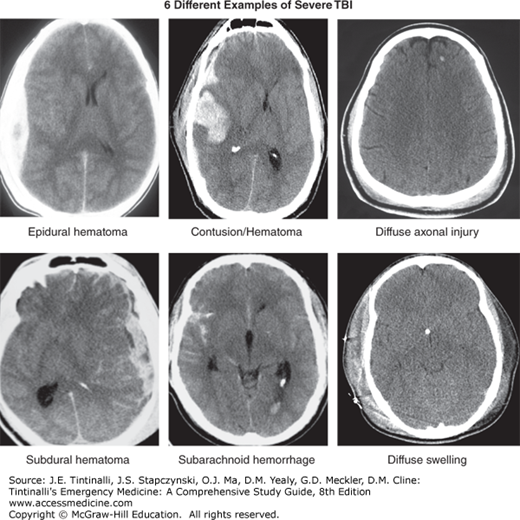 6 Different Examples of Severe TBI
Epidural hematoma
Contusion/Hematoma
Diffuse axonal injury
Subdural hematoma
Subarachnoid hemorrhage
Diffuse swelling
Source: J.E. Tintinalli, J.S. Stapczynski, O.J. Ma, D.M. Yealy, G.D. Meckler, D.M. Cline:
Tintinalli's Emergency Medicine: A Comprehensive Study Guide, 8th Edition
www.accessmedicine.com
Copyright © McGraw-Hill Education.  All rights reserved.